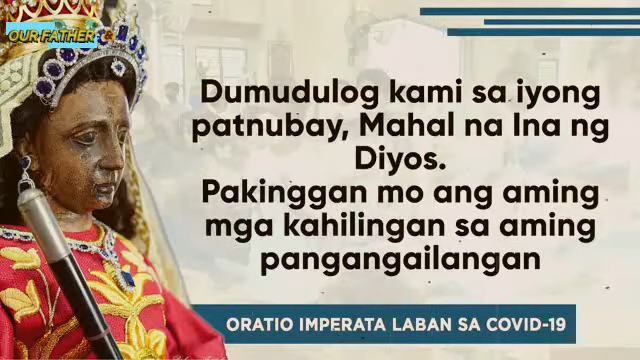 OUR FATHER &
Dumudulog kami sa iyong
patnubay, Mahal na Ina ng
Diyos.
Pakinggan mo ang aming
mga kahilingan sa aming
pangangailangan
ORATIO IMPERATA LABAN SA COVID-19